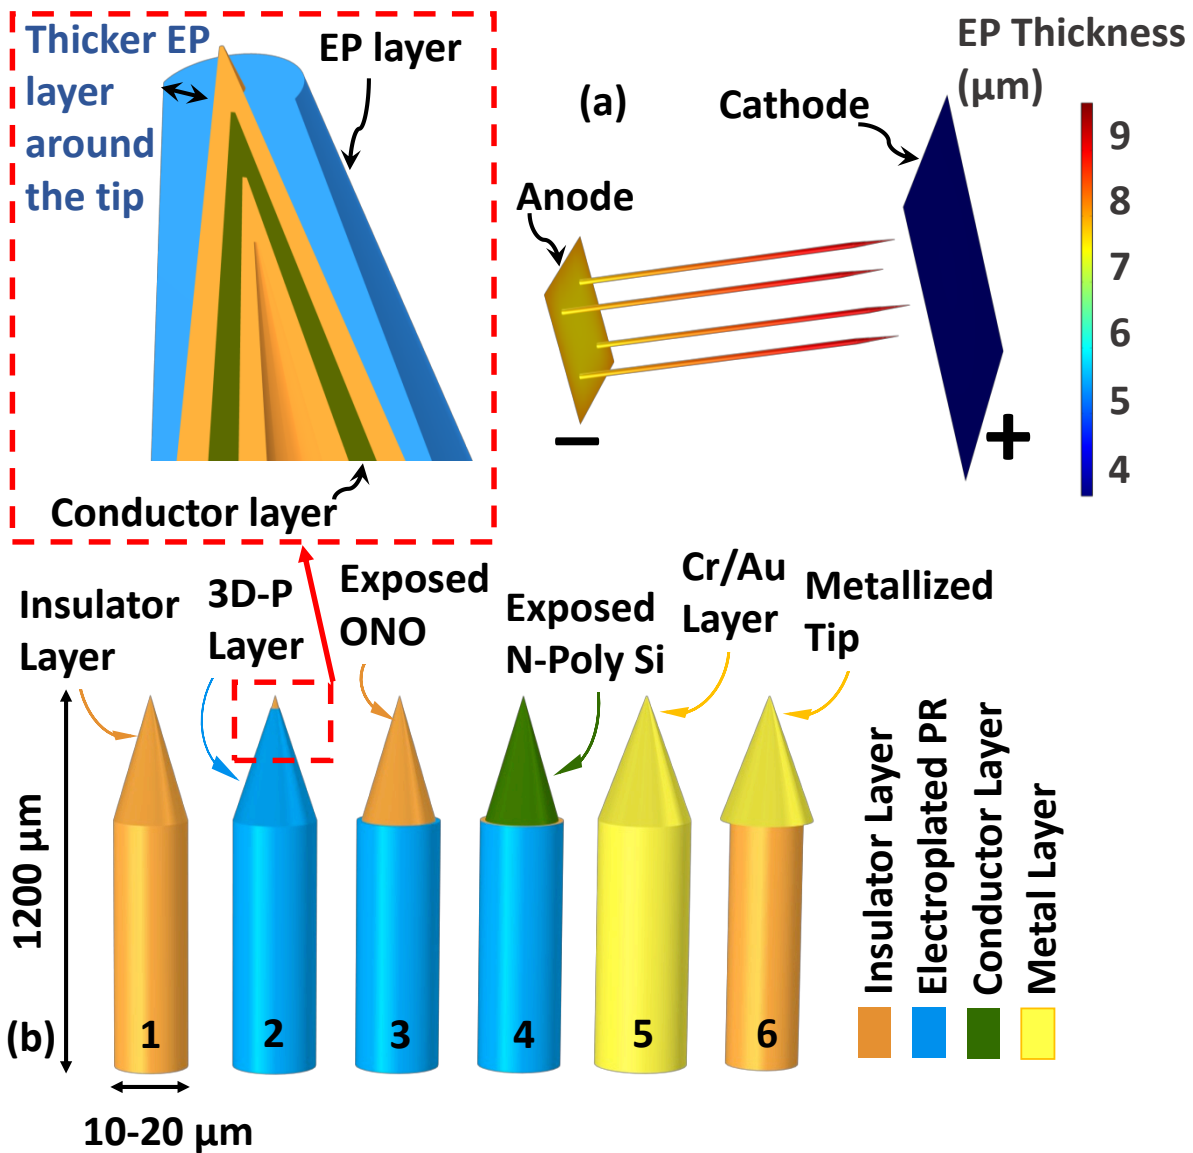 Thicker EP
layer
around
the tip
EP layer
Conductor layer
(a)
Anode
Cathode
EP Thickness
(μm)
9
8
7
6
5
4
−
+
Insulator
Layer
3D-P
Layer
Exposed
ONO
Exposed
N-Poly Si
Cr/Au
Layer
Metallized
Tip
1200 μm
(b)
1
2
3
4
5
6
10-20 μm
Insulator Layer
Electroplated PR
Conductor Layer
Metal Layer